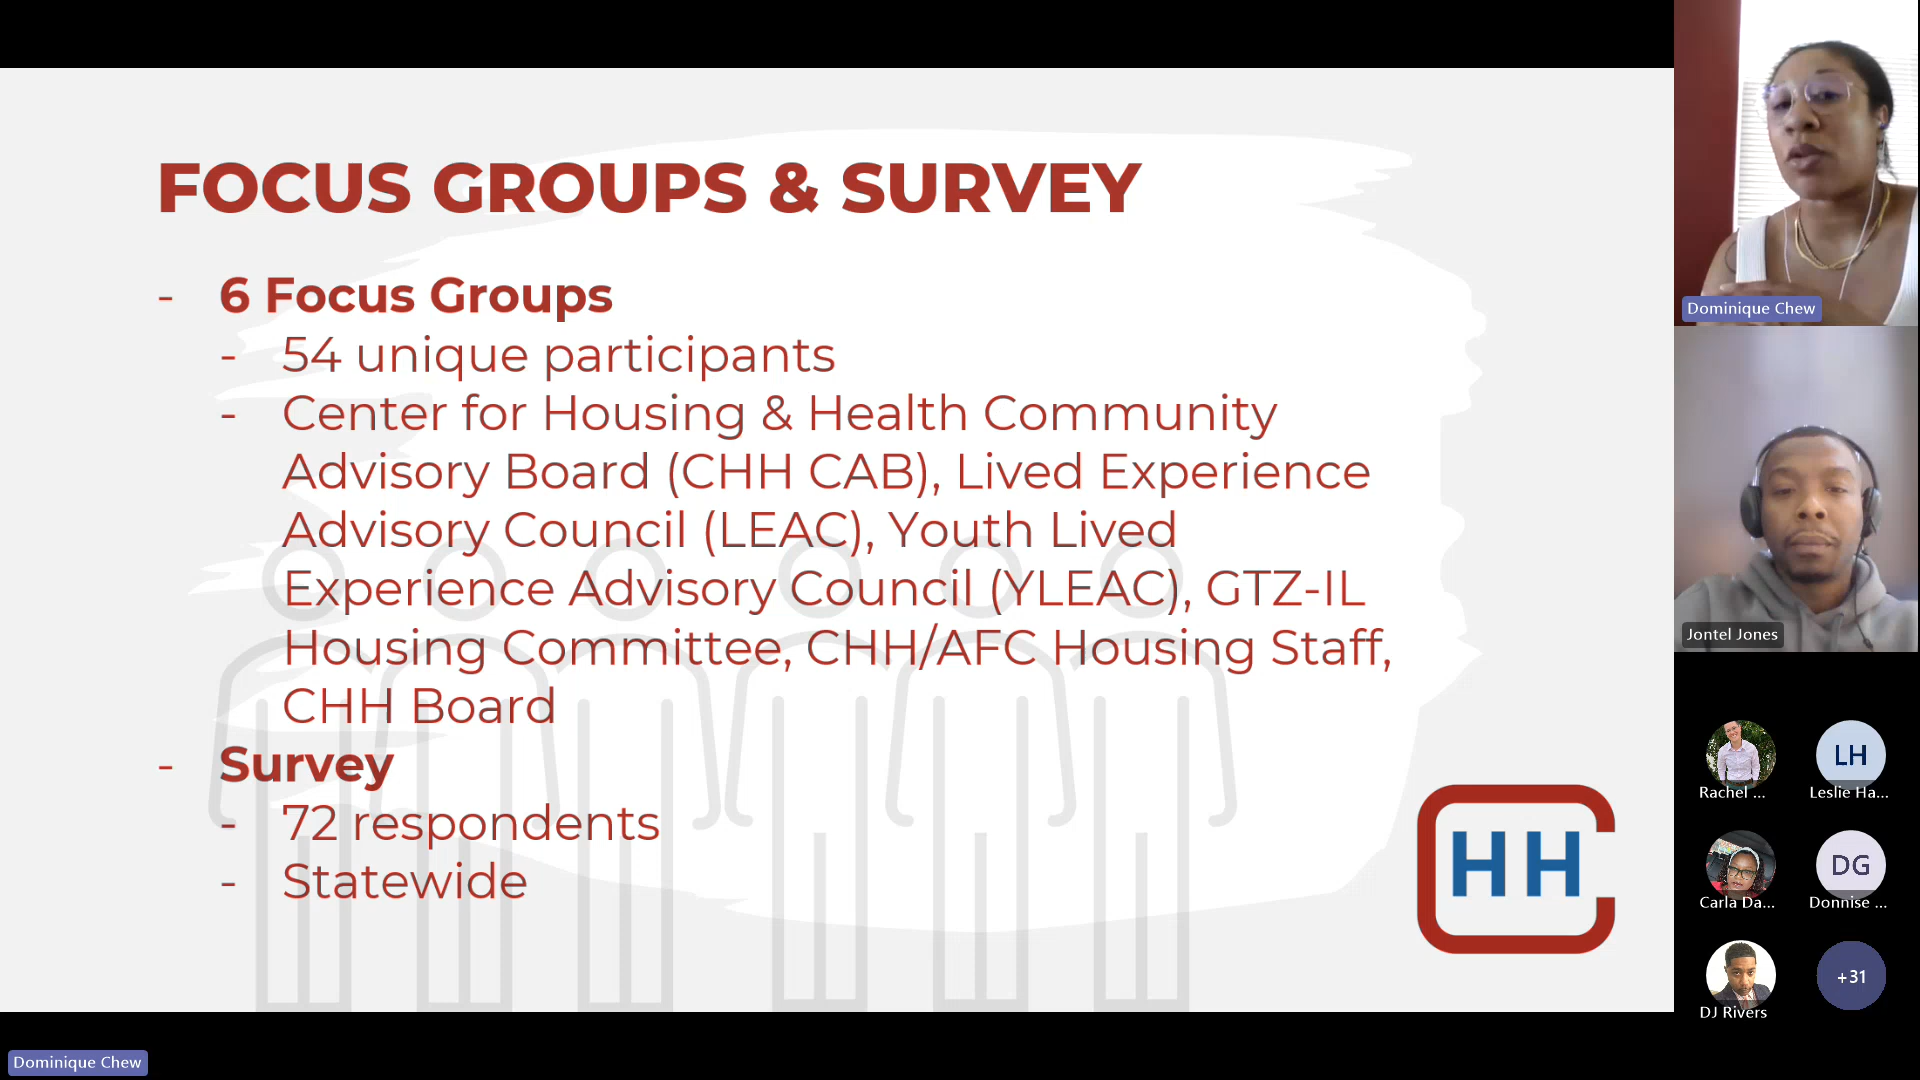 FOCUS GROUPS & SURVEY
- 6 Focus Groups
- 54 unique participants
- Center for Housing & Health Community
Advisory Board (CHH CAB), Lived Experience
Advisory Council (LEAC), Youth Lived
Experience Advisory Council (YLEAC), GTZ-IL
Housing Committee, CHH/AFC Housing Staff,
CHH Board
- Survey
- 72 respondents
- Statewide
HH
Dominique Chew
Jontel Jones
Rachel ...
LH
Leslie Ha...
Carla Da...
DG
Donnise ...
DJ Rivers
+31
Dominique Chew